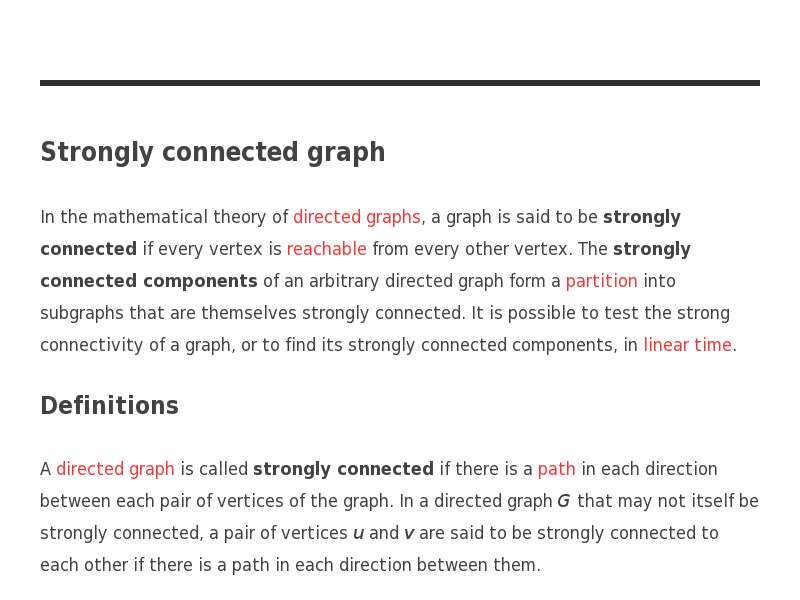 Strongly connected graph
In the mathematical theory of directed graphs, a graph is said to be strongly
connected if every vertex is reachable from every other vertex. The strongly
connected components of an arbitrary directed graph form a partition into
subgraphs that are themselves strongly connected. It is possible to test the strong
connectivity of a graph, or to find its strongly connected components, in linear time.
Definitions
A directed graph is called strongly connected if there is a path in each direction
between each pair of vertices of the graph. In a directed graph G that may not itself be
strongly connected, a pair of vertices u and v are said to be strongly connected to
each other if there is a path in each direction between them.